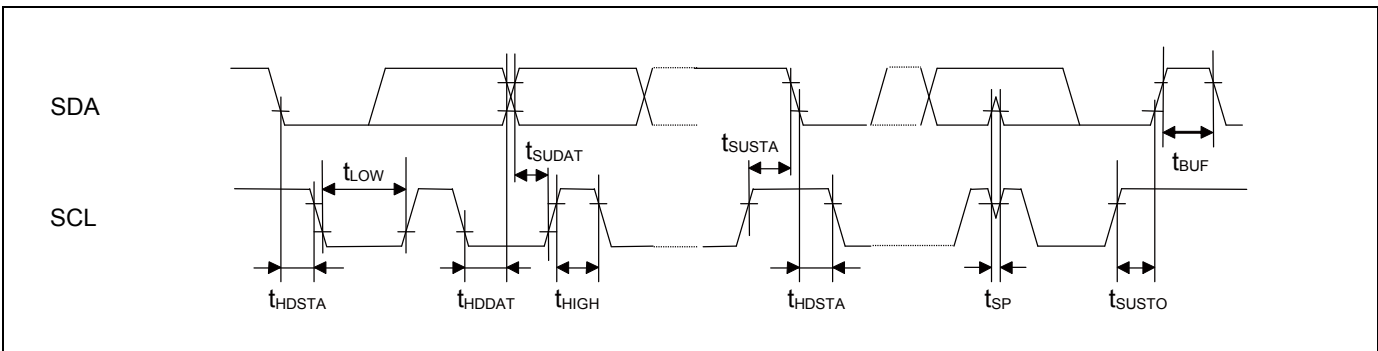 SDA
tSUDAT
tSUSTA
tBUF
tLOW
SCL
tHDSTA
tHDDAT
tHIGH
tHDSTA
tSP
tSUSTO